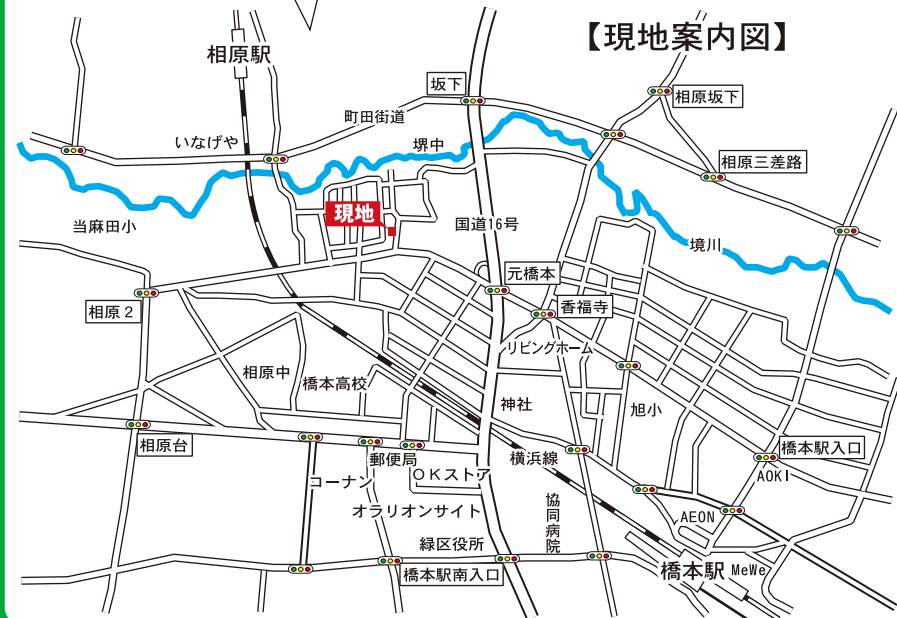 【現地案内図】
相原駅
坂下
相原坂下
町田街道
いなげや
堺中
相原三差路
現地
当麻田小
国道16号
境川
元橋本
相原２
香福寺
リビングホーム
相原中
橋本高校
神社
旭小
相原台
郵便局
横浜線
橋本駅入口
コーナン
ＯＫストア
AOKI
オラリオンサイト
協同病院
AEON
緑区役所
橋本駅南入口
橋本駅
MeWe